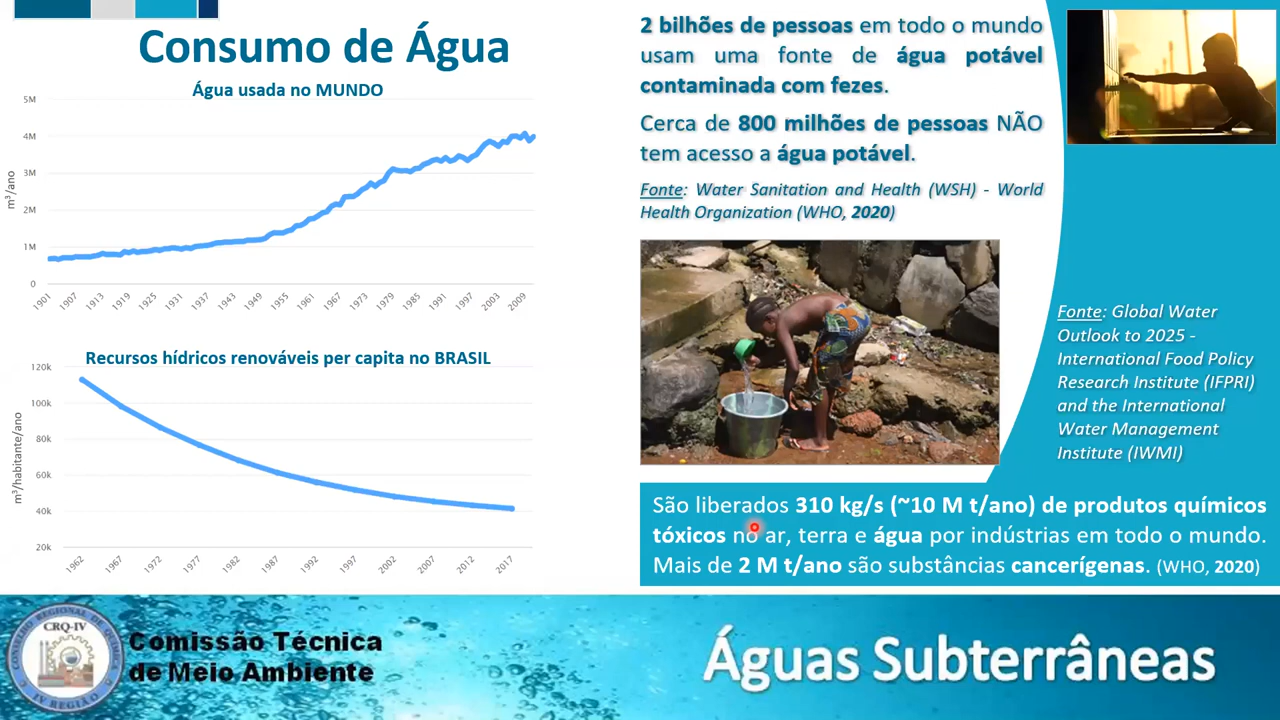 Consumo de Água
Água usada no MUNDO
5M
4M
3M
2M
1M
0
m³/ano
1901
1907
1913
1919
1925
1931
1937
1943
1949
1955
1961
1967
1973
1979
1985
1991
1997
2003
2009
Recursos hídricos renováveis per capita no BRASIL
120k
100k
80k
60k
40k
20k
m³/habitante/ano
1962
1967
1972
1977
1982
1987
1992
1997
2002
2007
2012
2017
2 bilhões de pessoas em todo o mundo
usam uma fonte de água potável
contaminada com fezes.
Cerca de 800 milhões de pessoas NÃO
tem acesso a água potável.
Fonte: Water Sanitation and Health (WSH) - World
Health Organization (WHO, 2020)
Fonte: Global Water
Outlook to 2025 -
International Food Policy
Research Institute (IFPRI)
and the International
Water Management
Institute (IWMI)
São liberados 310 kg/s (~10 M t/ano) de produtos químicos
tóxicos no ar, terra e água por indústrias em todo o mundo.
Mais de 2 M t/ano são substâncias cancerígenas. (WHO, 2020)
CONSELHO REGIONAL DE QUÍMICA
CRQ-IV
IV REGIÃO
Comissão Técnica
de Meio Ambiente
Águas Subterrâneas